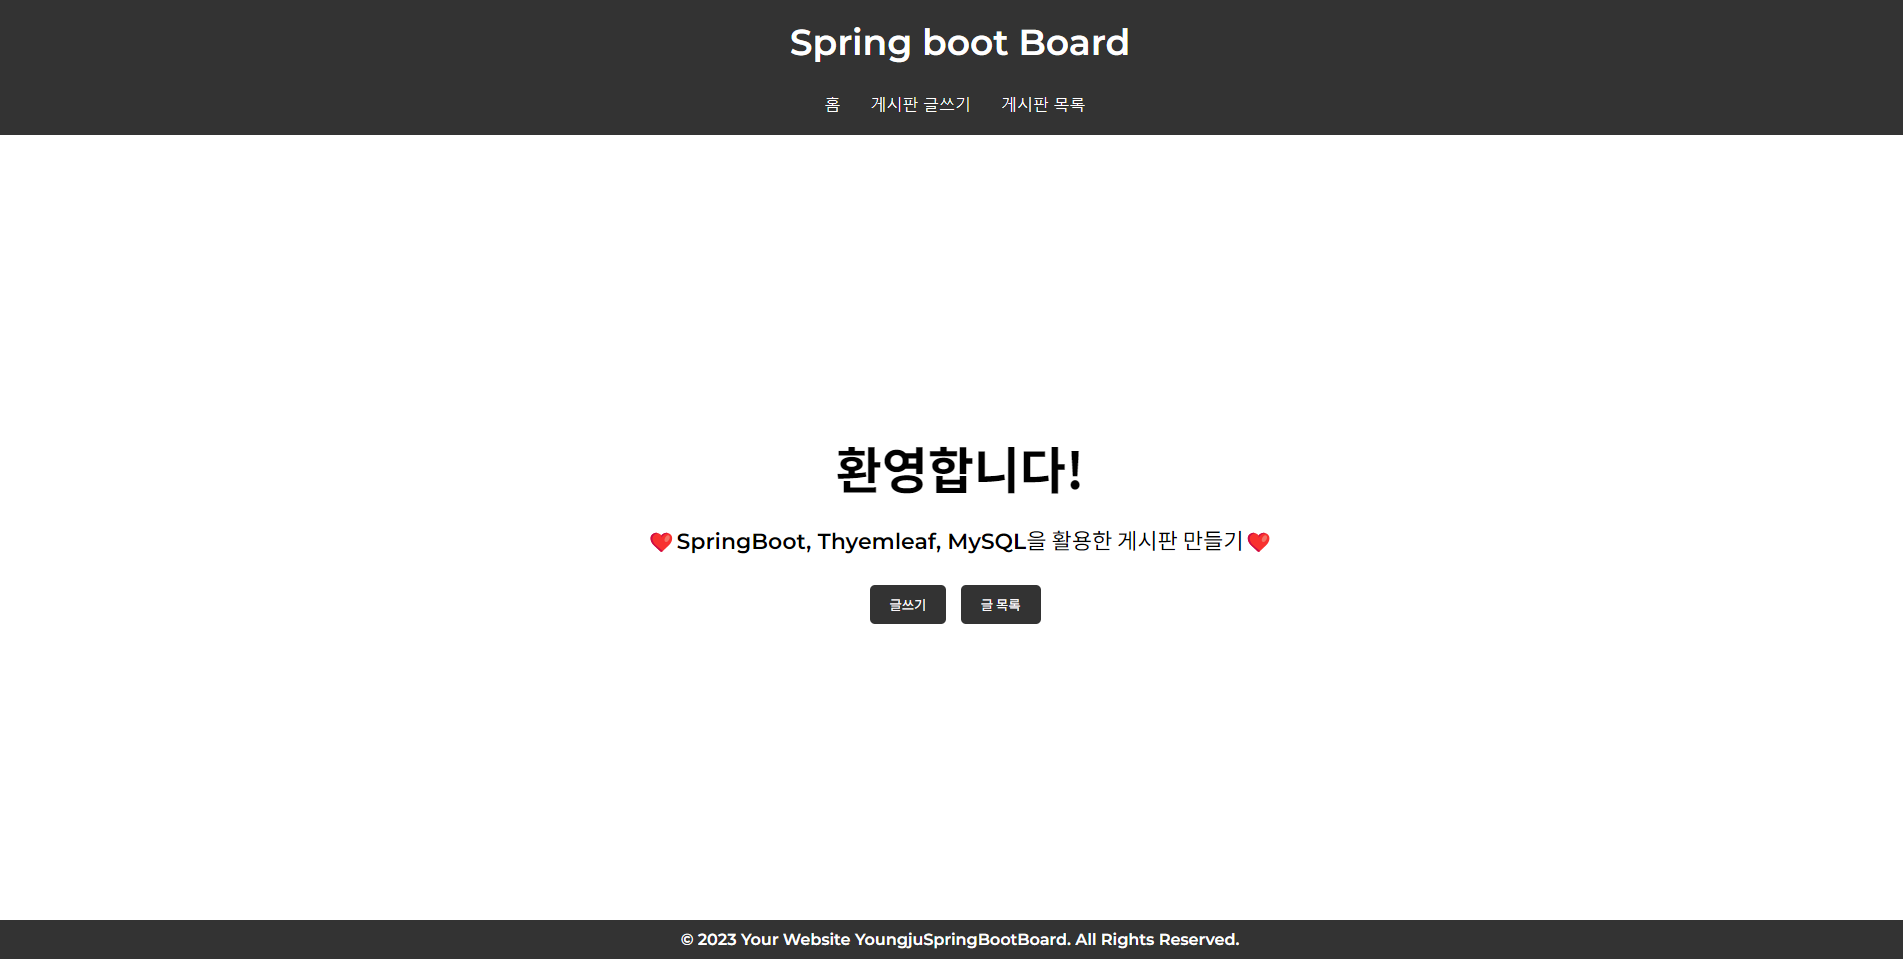 Spring boot Board
홈 게시판 글쓰기 게시판 목록
환영합니다!
❤️SpringBoot, Thyemleaf, MySQL을 활용한 게시판 만들기❤️
글쓰기 글 목록
© 2023 Your Website YoungjuSpringBootBoard. All Rights Reserved.